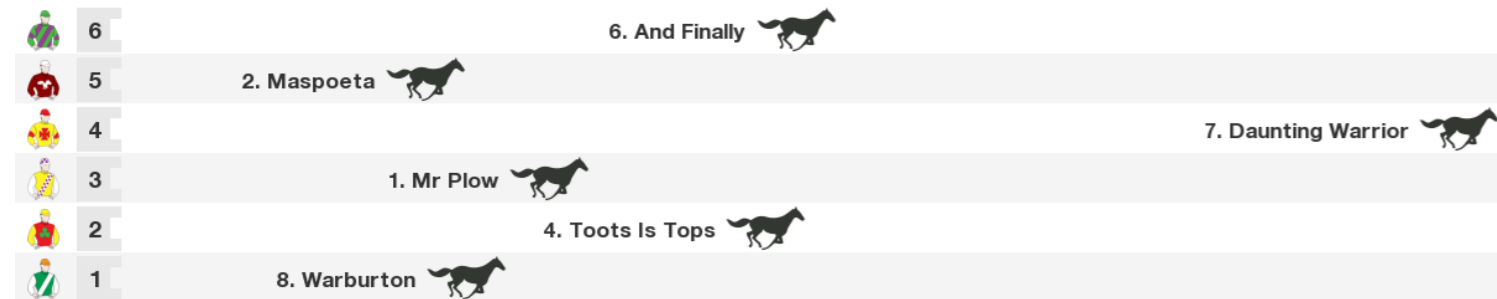 6 6. And Finally
5 2. Maspoeta
4 7. Daunting Warrior
3 1. Mr Plow
2 4. Toots Is Tops
1 8. Warburton